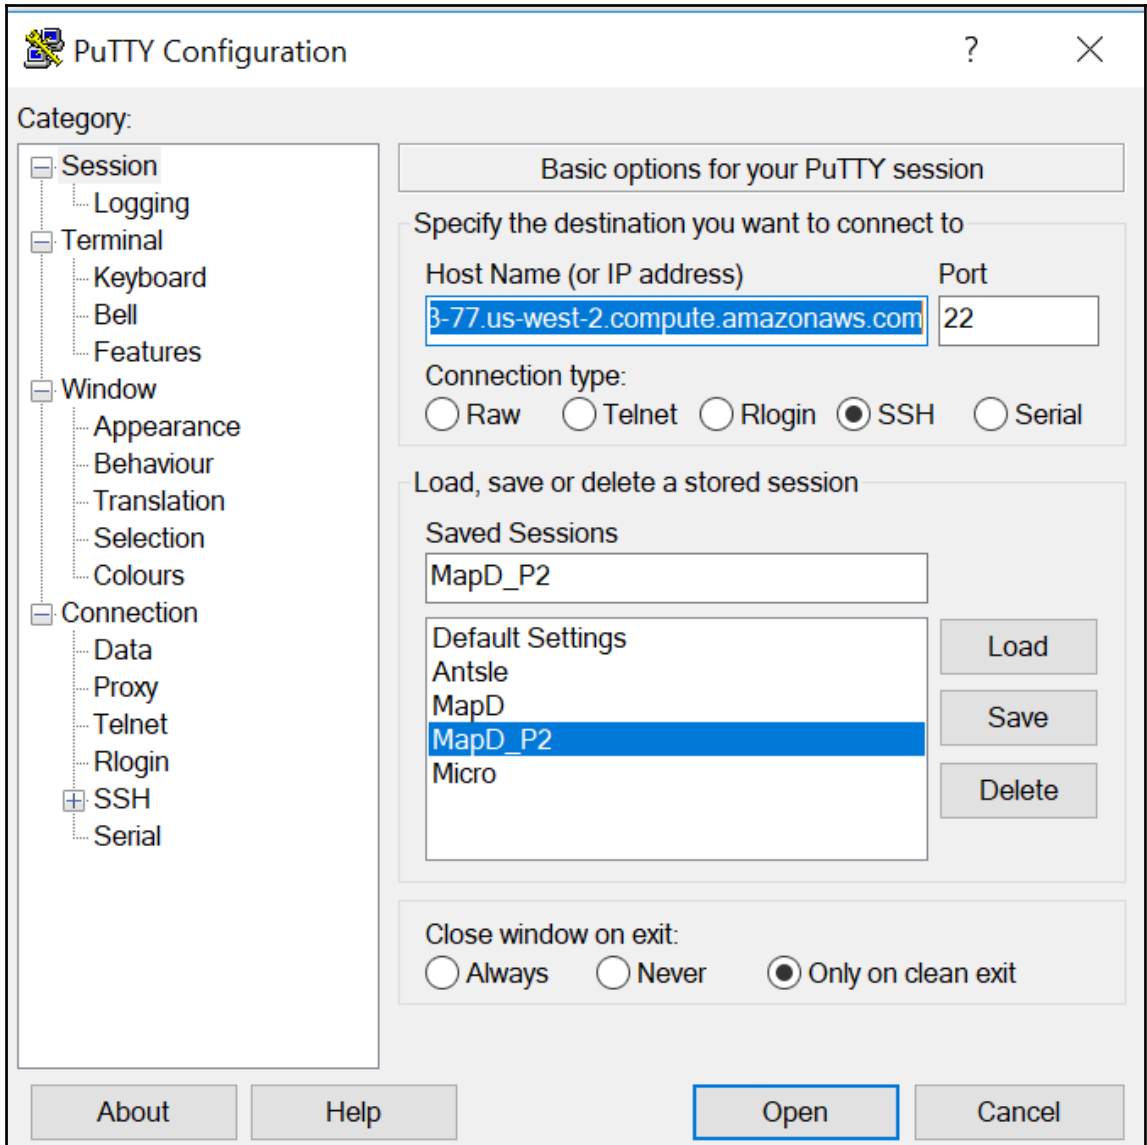 PuTTY Configuration
?
Category:
Session
Logging
Terminal
Keyboard
Bell
Features
Window
Appearance
Behaviour
Translation
Selection
Colours
Connection
Data
Proxy
Telnet
Rlogin
SSH
Serial
Basic options for your PuTTY session
Specify the destination you want to connect to
Host Name (or IP address) Port
3-77.us-west-2.compute.amazonaws.com 22
Connection type:
Raw Telnet Rlogin SSH Serial
Load, save or delete a stored session
Saved Sessions
MapD_P2
Default Settings
Antsle
MapD
MapD_P2
Micro
Load
Save
Delete
Close window on exit:
Always Never Only on clean exit
About Help Open Cancel